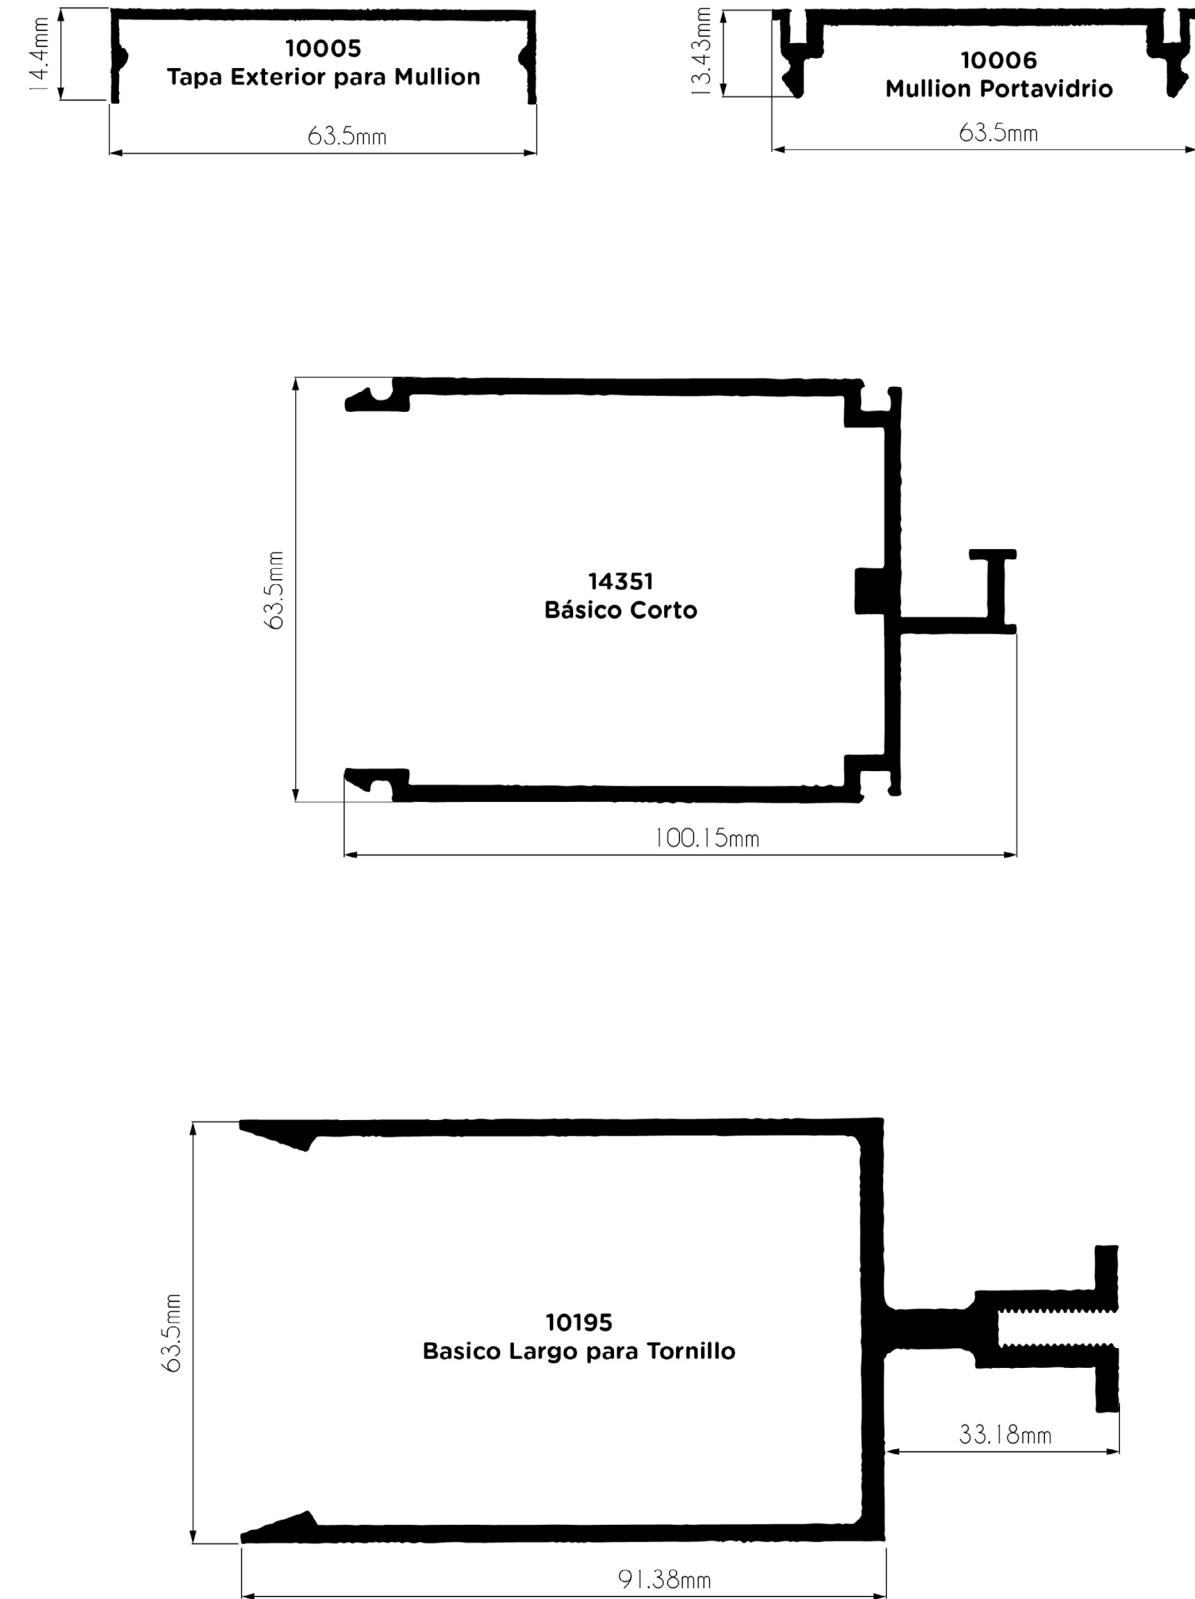 14.4mm
10005
Tapa Exterior para Mullion
63.5mm
13.43mm
10006
Mullion Portavidrio
63.5mm
63.5mm
14351
Básico Corto
100.15mm
63.5mm
10195
Basico Largo para Tornillo
33.18mm
91.38mm